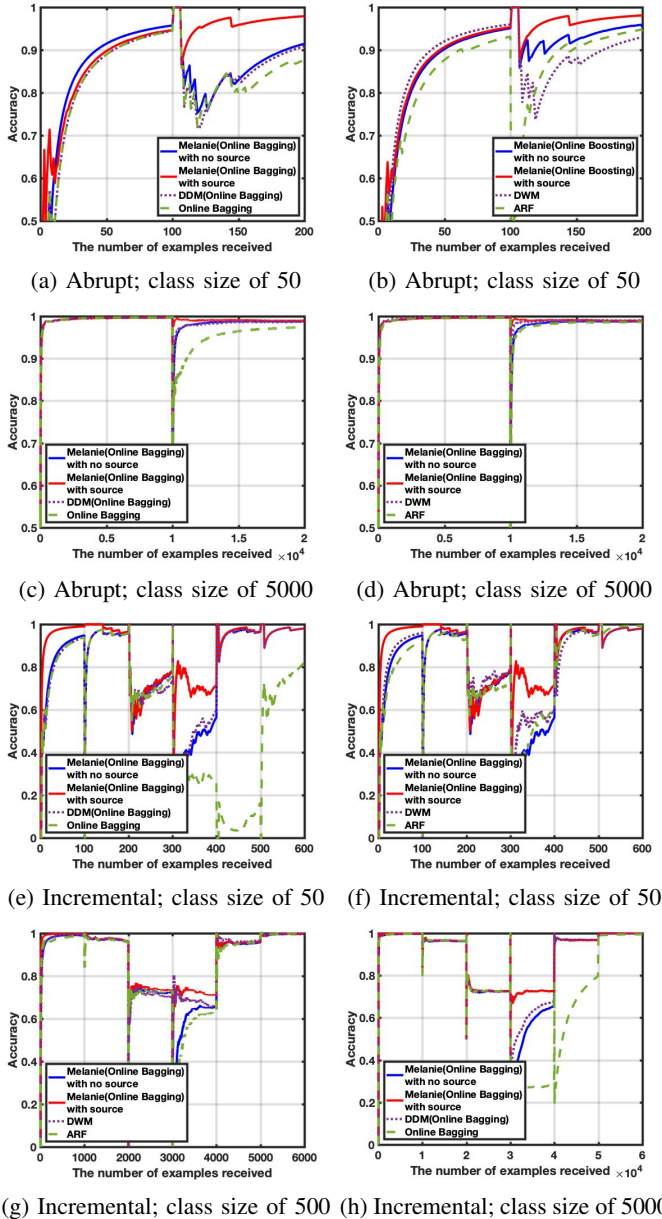 1
0.9
0.8
0.7
0.6
0.5
Accuracy
Melanie(Online Bagging)
with no source
Melanie(Online Bagging)
with source
DDM(Online Bagging)
Online Bagging
0 50 100 150 200
The number of examples received
(a) Abrupt; class size of 50
1
0.9
0.8
0.7
0.6
0.5
Accuracy
Melanie(Online Boosting)
with no source
Melanie(Online Boosting)
with source
DWM
ARF
0 50 100 150 200
The number of examples received
(b) Abrupt; class size of 50
1
0.9
0.8
0.7
0.6
0.5
Accuracy
Melanie(Online Bagging)
with no source
Melanie(Online Bagging)
with source
DDM(Online Bagging)
Online Bagging
0 0.5 1 1.5 2
The number of examples received ×10^4
(c) Abrupt; class size of 5000
1
0.9
0.8
0.7
0.6
0.5
Accuracy
Melanie(Online Bagging)
with no source
Melanie(Online Bagging)
with source
DWM
ARF
0 0.5 1 1.5 2
The number of examples received ×10^4
(d) Abrupt; class size of 5000
1
0.8
0.6
0.4
0.2
0
Accuracy
Melanie(Online Bagging)
with no source
Melanie(Online Bagging)
with source
DDM(Online Bagging)
Online Bagging
0 100 200 300 400 500 600
The number of examples received
(e) Incremental; class size of 50
1
0.8
0.6
0.4
0.2
0
Accuracy
Melanie(Online Bagging)
with no source
Melanie(Online Bagging)
with source
DWM
ARF
0 100 200 300 400 500 600
The number of examples received
(f) Incremental; class size of 50
1
0.8
0.6
0.4
0.2
0
Accuracy
Melanie(Online Bagging)
with no source
Melanie(Online Bagging)
with source
DWM
ARF
0 1000 2000 3000 4000 5000 6000
The number of examples received
(g) Incremental; class size of 500
1
0.8
0.6
0.4
0.2
0
Accuracy
Melanie(Online Bagging)
with no source
Melanie(Online Bagging)
with source
DDM(Online Bagging)
Online Bagging
0 1 2 3 4 5 6
The number of examples received ×10^4
(h) Incremental; class size of 5000